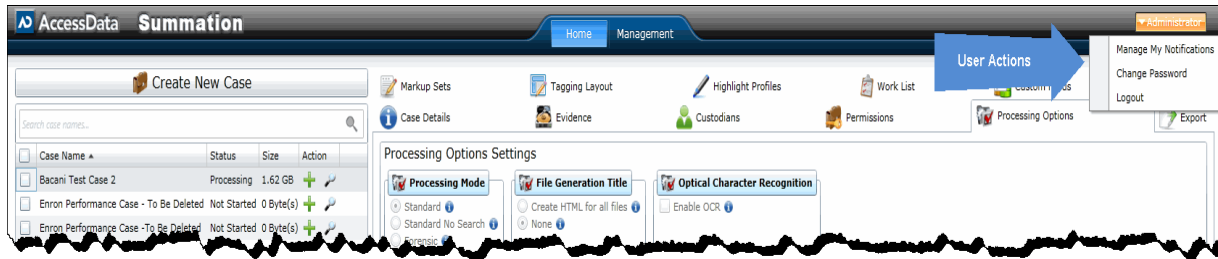 AccessData Summation
Home Management
Administrator
User Actions
Manage My Notifications
Change Password
Logout
Create New Case
Search case names...
Markup Sets Tagging Layout Highlight Profiles Work List
Case Details Evidence Custodians Permissions Processing Options Export
Case Name Status Size Action
Bacani Test Case 2 Processing 1.62 GB
Enron Performance Case - To Be Deleted Not Started 0 Byte(s)
Enron Performance Case -To Be Deleted Not Started 0 Byte(s)
Processing Options Settings
Processing Mode File Generation Title Optical Character Recognition
Standard Create HTML for all files Enable OCR
Standard No Search None
Forensic